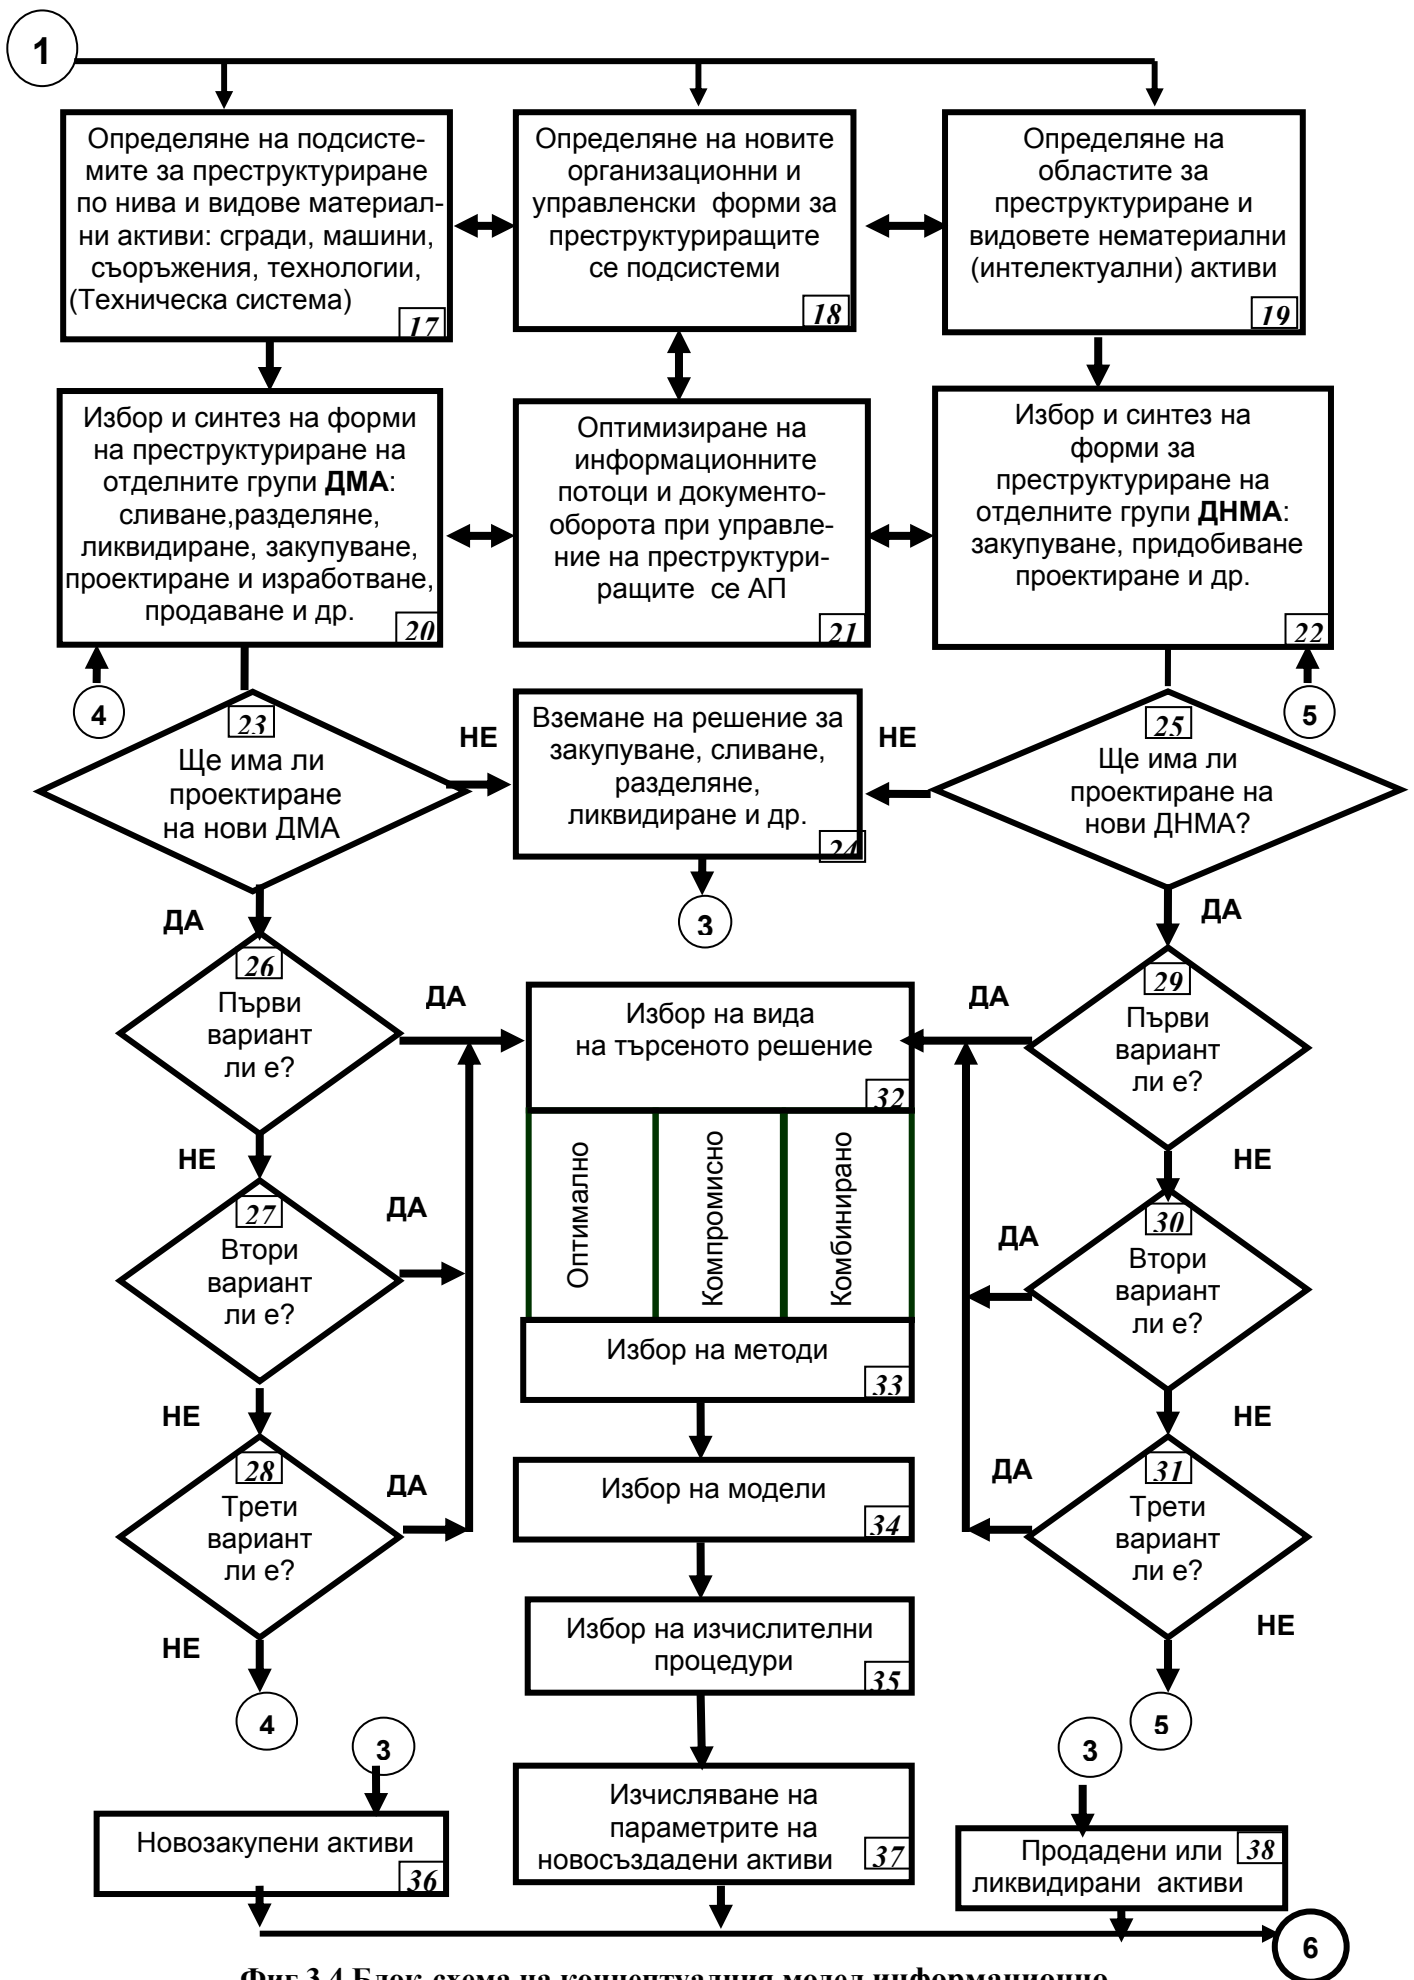 1
Определяне на подсисте-
мите за преструктуриране
по нива и видове материал-
ни активи: сгради, машини,
съоръжения, технологии,
(Техническа система)
17
Определяне на новите
организационни и
управленски форми за
преструктуриращите
се подсистеми
18
Определяне на
областите за
преструктуриране и
видовете нематериални
(интелектуални) активи
19
Избор и синтез на форми
на преструктуриране на
отделните групи ДМА:
сливане,разделяне,
ликвидиране, закупуване,
проектиране и изработване,
продаване и др.
20
Оптимизиране на
информационните
потоци и документо-
оборота при управле-
ние на преструктури-
ращите се АП
21
Избор и синтез на
форми за
преструктуриране на
отделните групи ДНМА:
закупуване, придобиване
проектиране и др.
22
4
5
23
Ще има ли
проектиране
на нови ДМА
НЕ
Вземане на решение за
закупуване, сливане,
разделяне,
ликвидиране и др.
24
НЕ
25
Ще има ли
проектиране на
нови ДНМА?
3
ДА
ДА
26
Първи
вариант
ли е?
ДА
Избор на вида
на търсеното решение
32
ДА
29
Първи
вариант
ли е?
Оптимално
Компромисно
Комбинирано
НЕ
НЕ
27
Втори
вариант
ли е?
ДА
ДА
30
Втори
вариант
ли е?
Избор на методи
33
НЕ
НЕ
28
Трети
вариант
ли е?
ДА
Избор на модели
34
ДА
31
Трети
вариант
ли е?
НЕ
Избор на изчислителни
процедури
35
НЕ
4
3
3
5
Новозакупени активи
36
Изчисляване на
параметрите на
новосъздадени активи
37
Продадени или
ликвидирани активи
38
6
Фиг.3.4 Блок-схема на концептуалния модел информационно